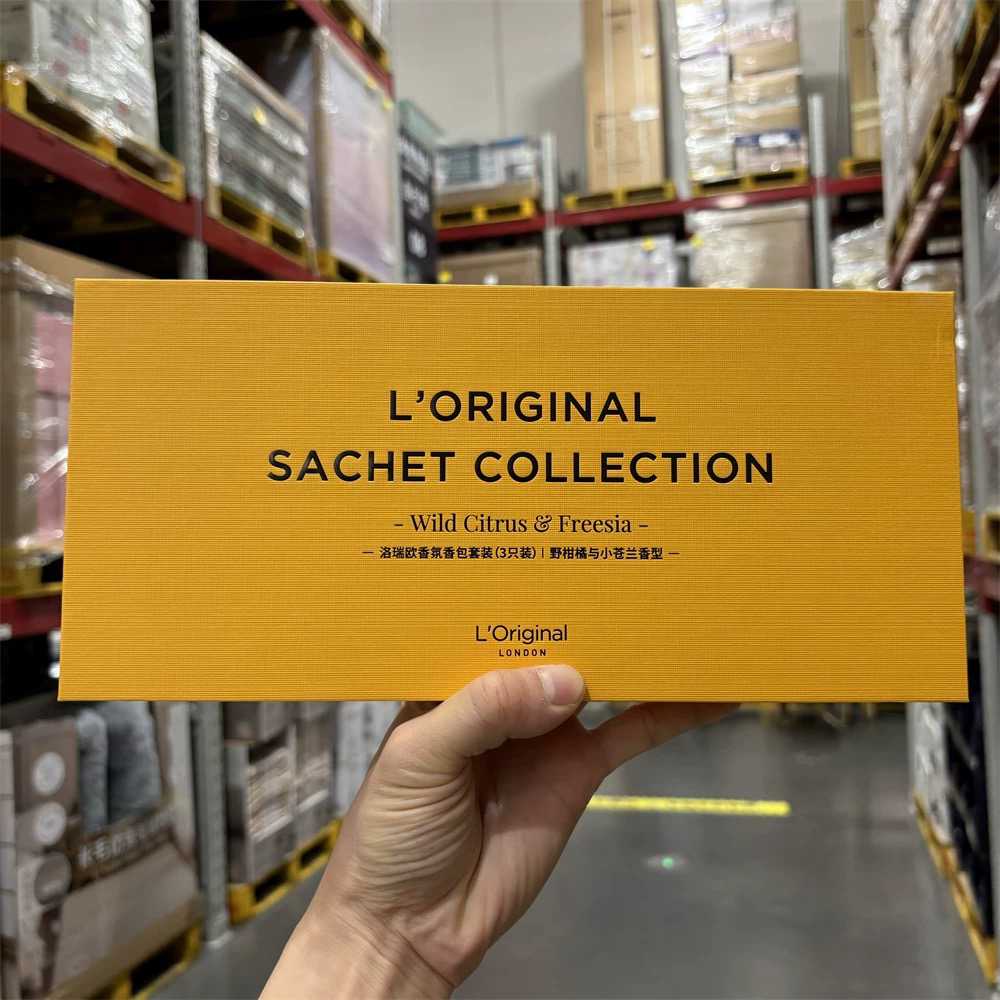 L’ORIGINAL
SACHET COLLECTION
- Wild Citrus & Freesia -
— 洛瑞欧香氛香包套装(3只装) | 野柑橘与小苍兰香型 —
L'Original
LONDON